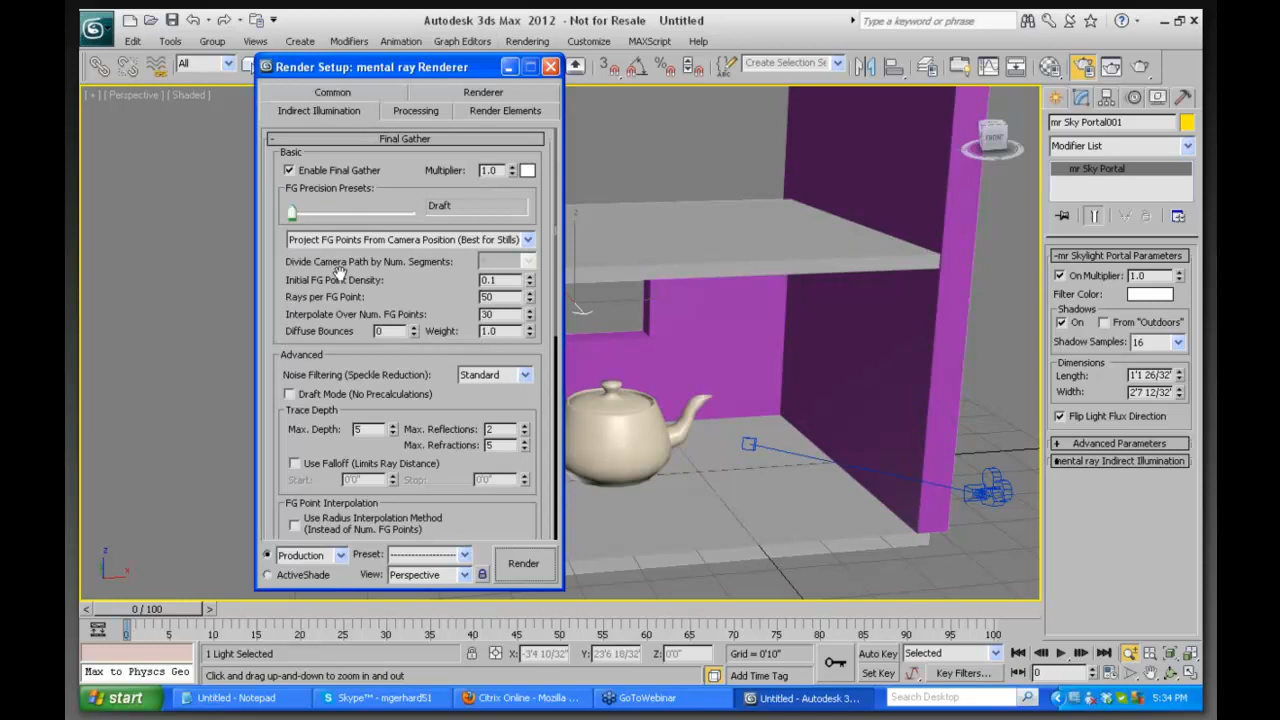 Autodesk 3ds Max 2012 - Not for Resale Untitled
Type a keyword or phrase
Edit Tools Group Views Create Modifiers Animation Graph Editors Rendering Customize MAXScript Help
All
Create Selection Se
[ + ] [ Perspective ] [ Shaded ]
Render Setup: mental ray Renderer
Common Renderer
Indirect Illumination Processing Render Elements
- Final Gather
Basic
Enable Final Gather Multiplier: 1.0
FG Precision Presets:
Draft
Project FG Points From Camera Position (Best for Stills)
Divide Camera Path by Num. Segments:
Initial FG Point Density: 0.1
Rays per FG Point: 50
Interpolate Over Num. FG Points: 30
Diffuse Bounces 0 Weight: 1.0
Advanced
Noise Filtering (Speckle Reduction): Standard
Draft Mode (No Precalculations)
Trace Depth
Max. Depth: 5 Max. Reflections: 2
Max. Refractions: 5
Use Falloff (Limits Ray Distance)
Start: 0'0" Stop: 0'0"
FG Point Interpolation
Use Radius Interpolation Method
(Instead of Num. FG Points)
Production Preset: --------------------
ActiveShade View: Perspective
Render
z
x
z
FRONT
mr Sky Portal001
Modifier List
mr Sky Portal
- mr Skylight Portal Parameters
On Multiplier: 1.0
Filter Color:
Shadows
On From "Outdoors"
Shadow Samples: 16
Dimensions
Length: 1'1 26/32"
Width: 2'7 12/32"
Flip Light Flux Direction
+ Advanced Parameters
mental ray Indirect Illumination
< 0 / 100 >
0 5 10 15 20 25 30 35 40 45 50 55 60 65 70 75 80 85 90 95 100
1 Light Selected X: -3'4 10/32" Y: 23'6 18/32" Z: 0'0" Grid = 0'10" Auto Key Selected
Max to Physcs Geo Click and drag up-and-down to zoom in and out Add Time Tag Set Key Key Filters... 0
start Untitled - Notepad Skype™ - mgerhard51 Citrix Online - Mozilla ... GoToWebinar Untitled - Autodesk 3... Search Desktop 5:34 PM